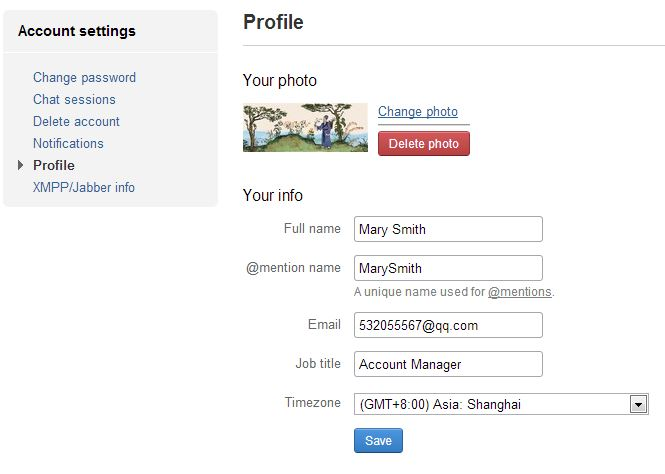 Account settings
Change password
Chat sessions
Delete account
Notifications
Profile
XMPP/Jabber info
Profile
Your photo
Change photo
Delete photo
Your info
Full name Mary Smith
@mention name MarySmith
A unique name used for @mentions.
Email 532055567@qq.com
Job title Account Manager
Timezone (GMT+8:00) Asia: Shanghai
Save